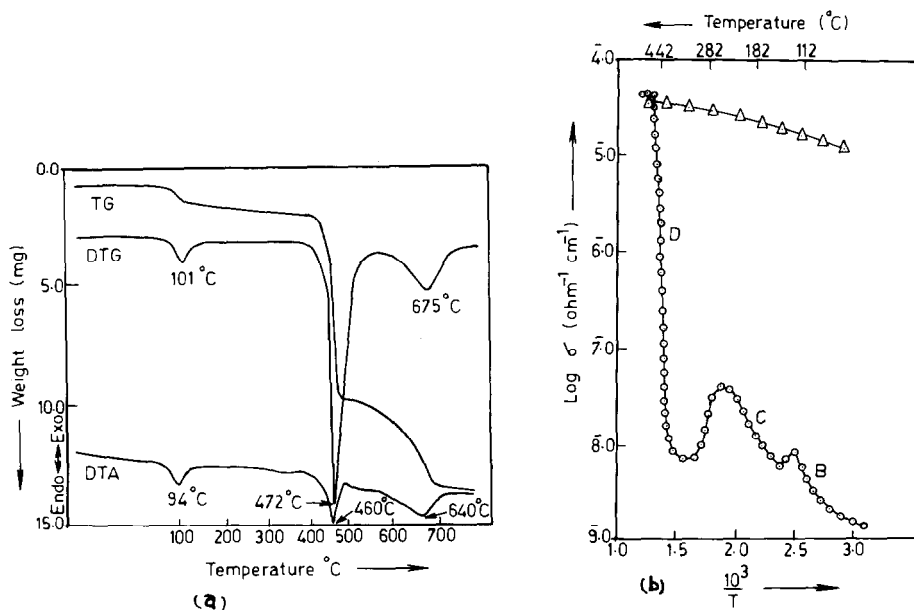 0.0
5.0
10.0
15.0
Weight loss (mg)
Endo
Exo
TG
DTG
DTA
101°C
675°C
94°C
472°C
460°C
640°C
100 200 300 400 500 600 700
Temperature °C
(a)
Temperature (°C)
442 282 182 112
4̄.0
5̄.0
6̄.0
7̄.0
8̄.0
9̄.0
Log σ (ohm⁻¹ cm⁻¹)
D
C
B
1.0 1.5 2.0 2.5 3.0
10³
T
(b)